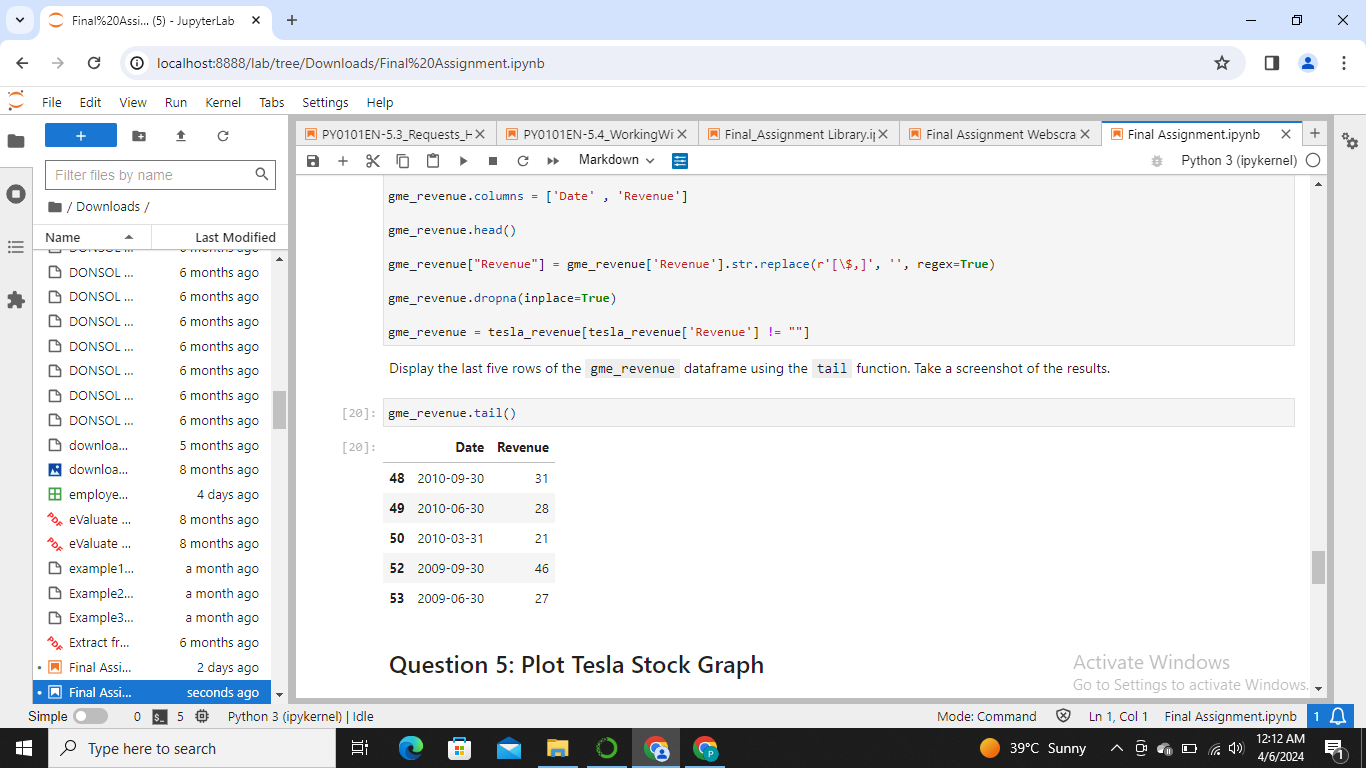 Final%20Assi... (5) - JupyterLab
localhost:8888/lab/tree/Downloads/Final%20Assignment.ipynb
File Edit View Run Kernel Tabs Settings Help
PY0101EN-5.3_Requests_H
PY0101EN-5.4_WorkingWi
Final_Assignment Library.ip
Final Assignment Webscra
Final Assignment.ipynb
Markdown
Python 3 (ipykernel)
Filter files by name
/ Downloads /
Name Last Modified
DONSOL ... 6 months ago
DONSOL ... 6 months ago
DONSOL ... 6 months ago
DONSOL ... 6 months ago
DONSOL ... 6 months ago
DONSOL ... 6 months ago
DONSOL ... 6 months ago
DONSOL ... 6 months ago
downloa... 5 months ago
downloa... 8 months ago
employe... 4 days ago
eValuate ... 8 months ago
eValuate ... 8 months ago
example1... a month ago
Example2... a month ago
Example3... a month ago
Extract fr... 6 months ago
Final Assi... 2 days ago
Final Assi... seconds ago
gme_revenue.columns = ['Date' , 'Revenue']
gme_revenue.head()
gme_revenue["Revenue"] = gme_revenue['Revenue'].str.replace(r'[\$,]', '', regex=True)
gme_revenue.dropna(inplace=True)
gme_revenue = tesla_revenue[tesla_revenue['Revenue'] != ""]
Display the last five rows of the gme_revenue dataframe using the tail function. Take a screenshot of the results.
[20]: gme_revenue.tail()
[20]: Date Revenue
48 2010-09-30 31
49 2010-06-30 28
50 2010-03-31 21
52 2009-09-30 46
53 2009-06-30 27
Question 5: Plot Tesla Stock Graph
Activate Windows
Go to Settings to activate Windows.
Simple 0 5 Python 3 (ipykernel) | Idle Mode: Command Ln 1, Col 1 Final Assignment.ipynb 1
Type here to search
P
39°C Sunny
12:12 AM
4/6/2024
1